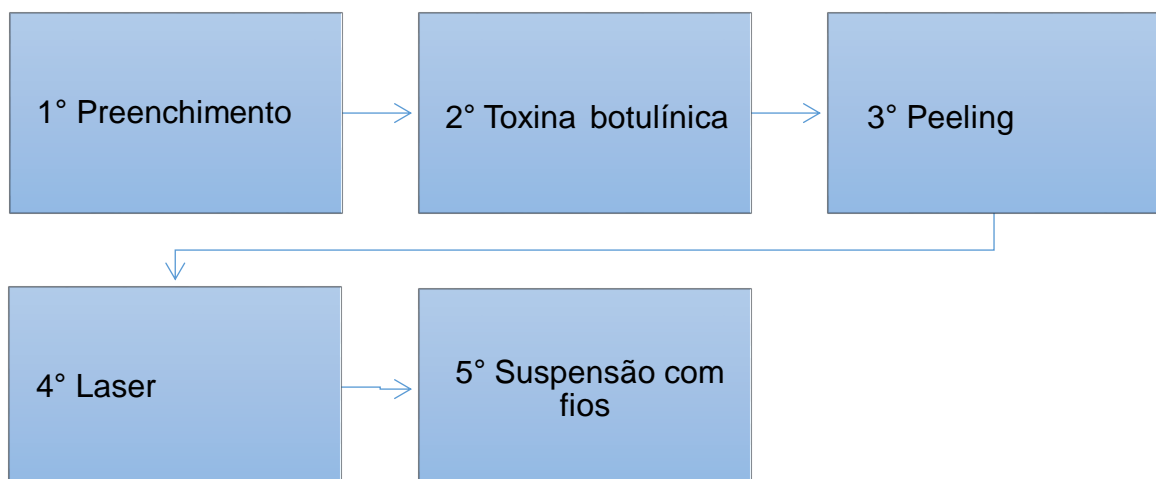 1° Preenchimento
2° Toxina botulínica
3° Peeling
4° Laser
5° Suspensão com
fios